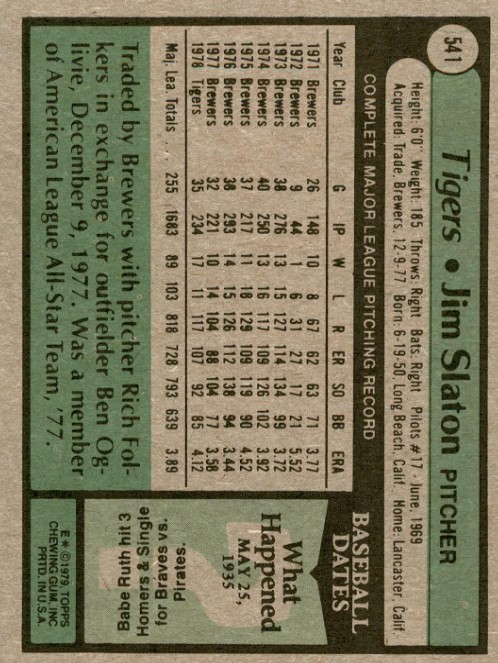 541
Tigers • Jim Slaton PITCHER
Height: 6'0" Weight: 185 Throws: Right Bats: Right Pilots #17 - June, 1969
Acquired: Trade, Brewers, 12-9-77 Born: 6-19-50, Long Beach, Calif. Home: Lancaster, Calif.
COMPLETE MAJOR LEAGUE PITCHING RECORD
Year Club G IP W L R ER SO BB ERA
1971 Brewers 26 148 10 8 67 62 63 71 3.77
1972 Brewers 9 44 1 6 31 27 17 21 5.52
1973 Brewers 38 276 13 15 127 114 134 99 3.72
1974 Brewers 40 250 13 16 117 109 126 102 3.92
1975 Brewers 37 217 11 18 129 109 119 90 4.52
1976 Brewers 38 293 14 15 126 112 138 94 3.44
1977 Brewers 32 221 10 14 104 88 104 77 3.58
1978 Tigers 35 234 17 11 117 107 92 85 4.12
Maj. Lea. Totals . . 255 1683 89 103 818 728 793 639 3.89
Traded by Brewers with pitcher Rich Fol-
kers in exchange for outfielder Ben Og-
livie, December 9, 1977. Was a member
of American League All-Star Team, '77.
BASEBALL
DATES
What
Happened
MAY 25,
1935
Babe Ruth hit 3
Homers & Single
for Braves vs.
Pirates.
E* © 1979, TOPPS
CHEWING GUM, INC.
PRTD. IN U.S.A.